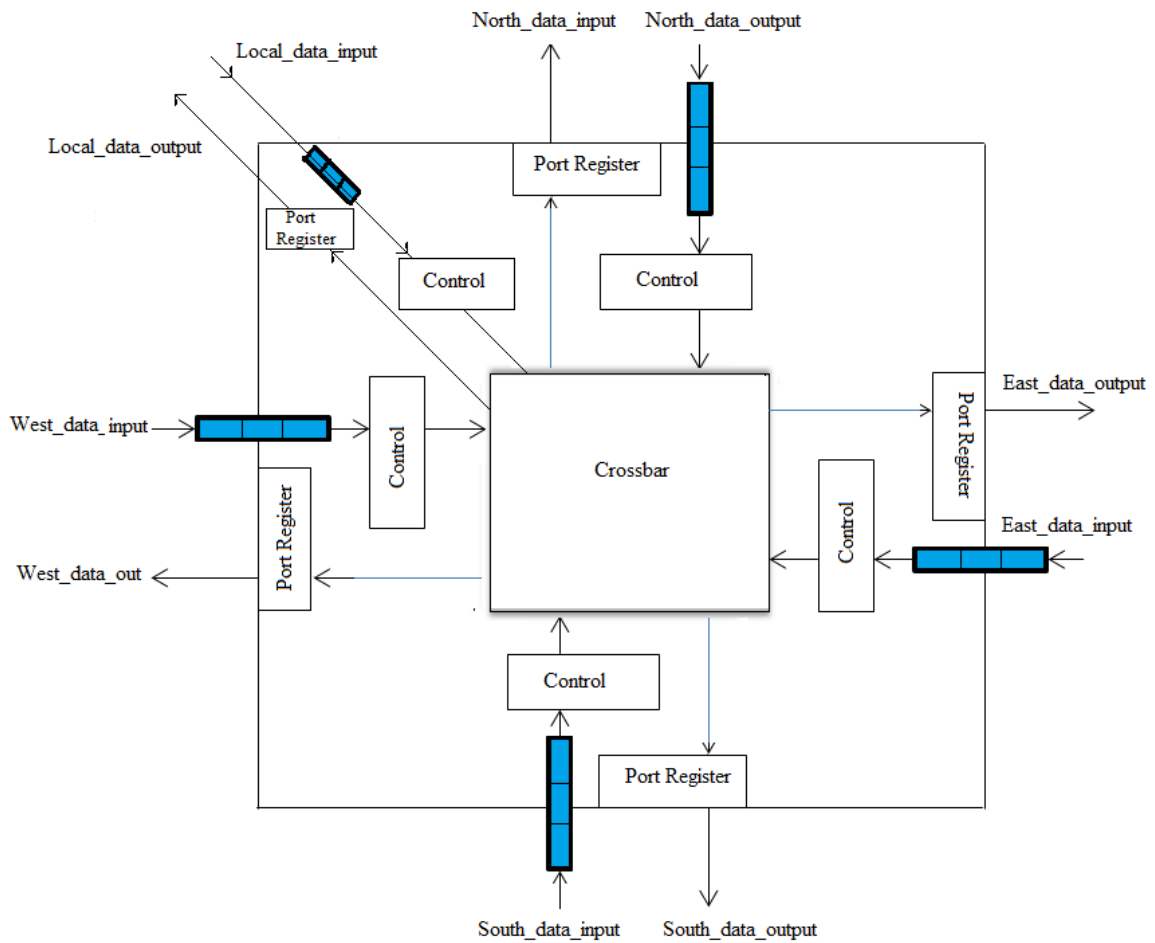 North_data_input
North_data_output
Local_data_input
Local_data_output
Port Register
Port
Register
Control
Control
East_data_output
West_data_input
Control
Port Register
Crossbar
East_data_input
Port Register
Control
West_data_out
Control
Port Register
South_data_input
South_data_output